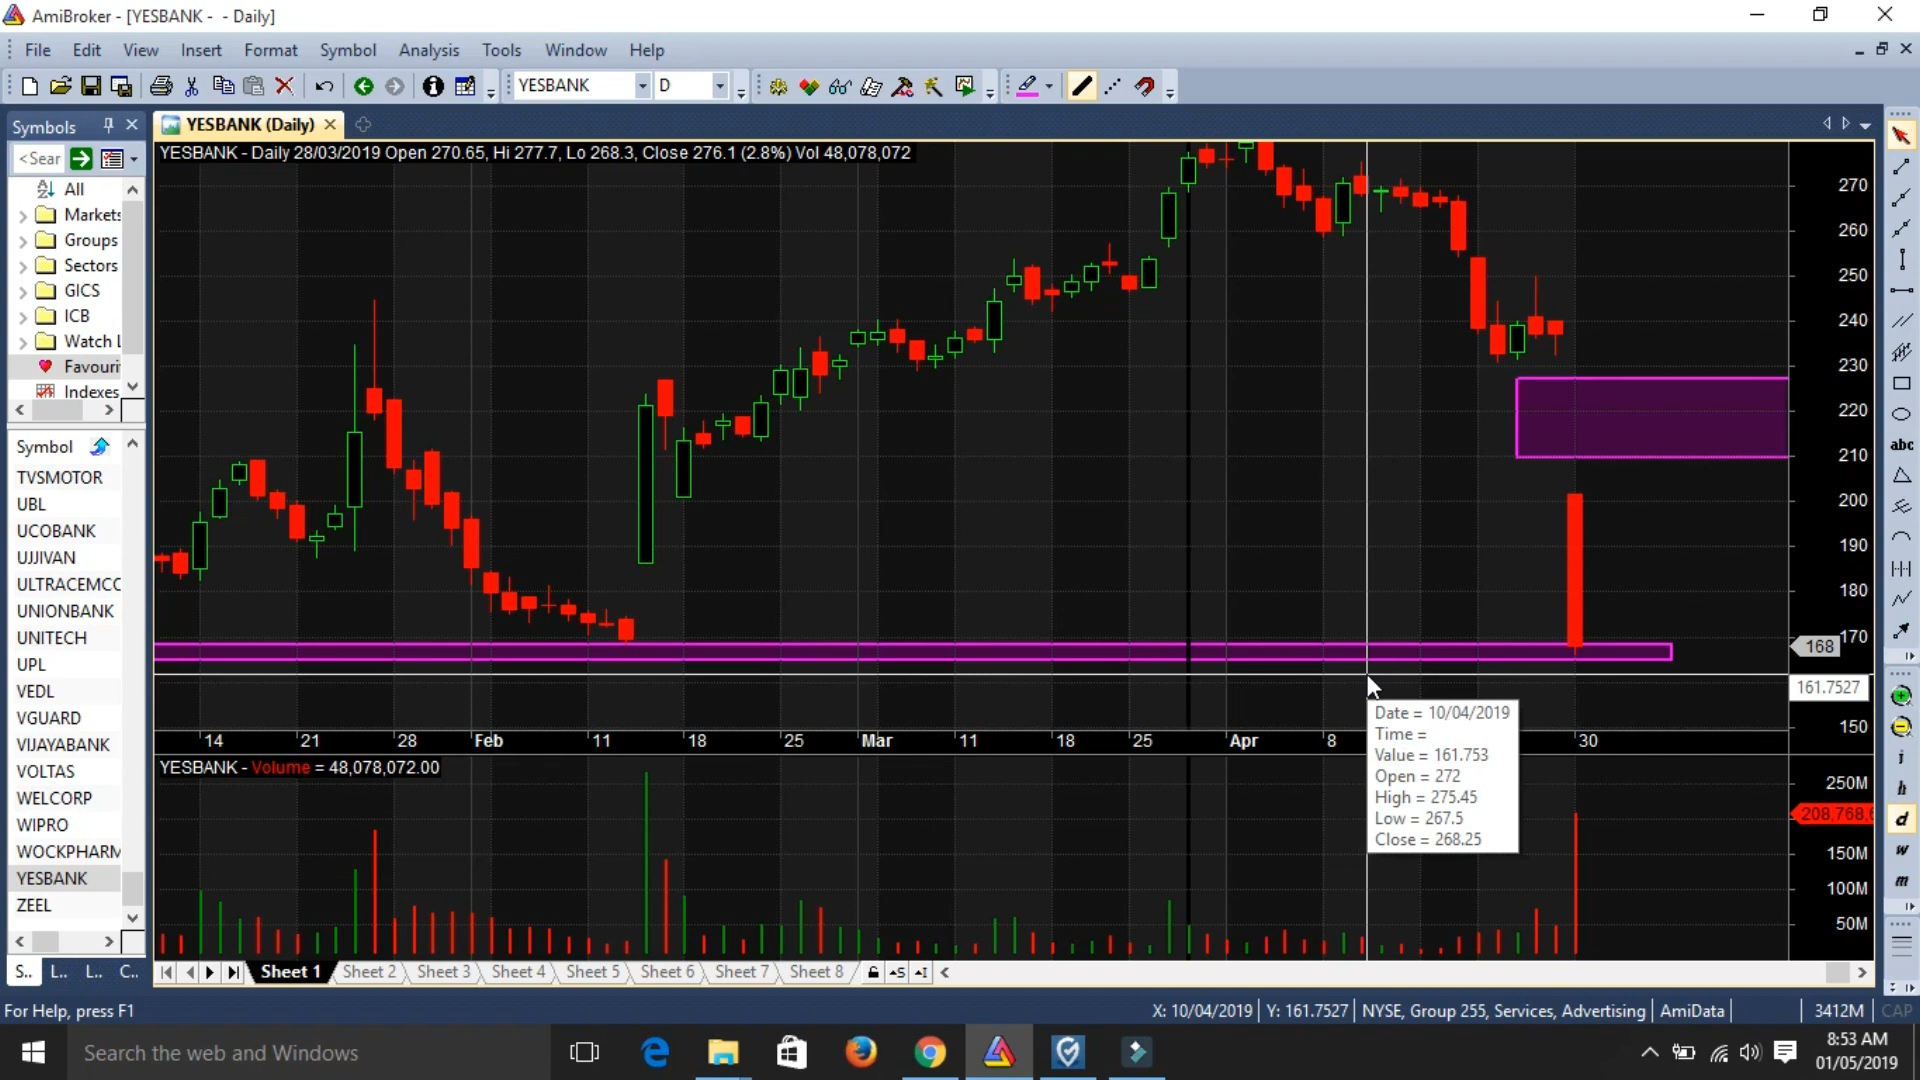 AmiBroker - [YESBANK - - Daily]
File Edit View Insert Format Symbol Analysis Tools Window Help
YESBANK D
Symbols
YESBANK (Daily)
<Sear
YESBANK - Daily 28/03/2019 Open 270.65, Hi 277.7, Lo 268.3, Close 276.1 (2.8%) Vol 48,078,072
All
Markets
Groups
Sectors
GICS
ICB
Watch L
Favouri
Indexes
Symbol
TVSMOTOR
UBL
UCOBANK
UJJIVAN
ULTRACEMCO
UNIONBANK
UNITECH
UPL
VEDL
VGUARD
VIJAYABANK
VOLTAS
WELCORP
WIPRO
WOCKPHARM
YESBANK
ZEEL
S.. L.. L.. C..
270
260
250
240
230
220
210
200
190
180
170
168
161.7527
150
14 21 28 Feb 11 18 25 Mar 11 18 25 Apr 8 30
Date = 10/04/2019
Time =
Value = 161.753
Open = 272
High = 275.45
Low = 267.5
Close = 268.25
YESBANK - Volume = 48,078,072.00
250M
208,768,6
150M
100M
50M
abc
i
h
d
w
m
Sheet 1 Sheet 2 Sheet 3 Sheet 4 Sheet 5 Sheet 6 Sheet 7 Sheet 8 S I
For Help, press F1
X: 10/04/2019 Y: 161.7527 NYSE, Group 255, Services, Advertising AmiData 3412M CAP
Search the web and Windows
8:53 AM
01/05/2019